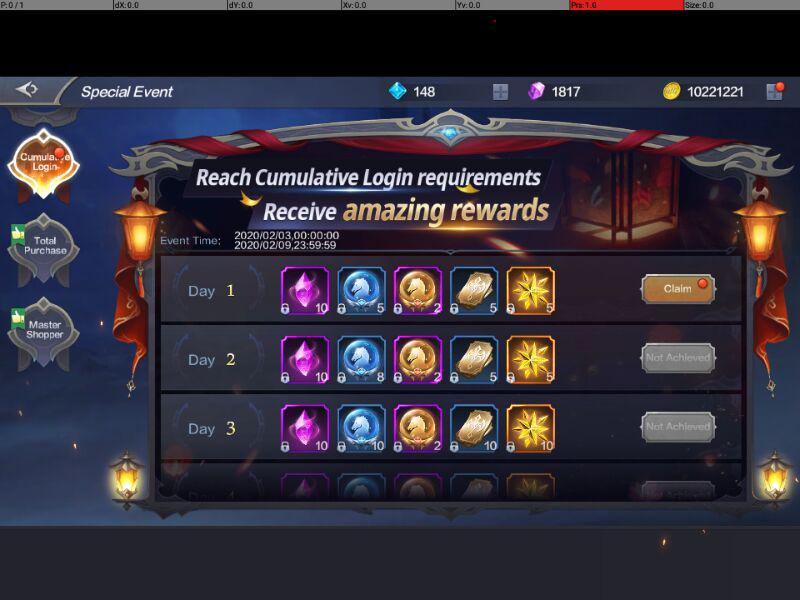 P: 0 / 1
dX: 0.0
dY: 0.0
Xv: 0.0
Yv: 0.0
Prs: 1.0
Size: 0.0
Special Event
148
1817
10221221
Cumulative
Login
Total
Purchase
Master
Shopper
Reach Cumulative Login requirements
Receive amazing rewards
Event Time: 2020/02/03,00:00:00
2020/02/09,23:59:59
Day 1
10 5 2 5 5
Claim
Day 2
10 8 2 5 5
Not Achieved
Day 3
10 10 2 10 10
Not Achieved
Day 4
Not Achieved